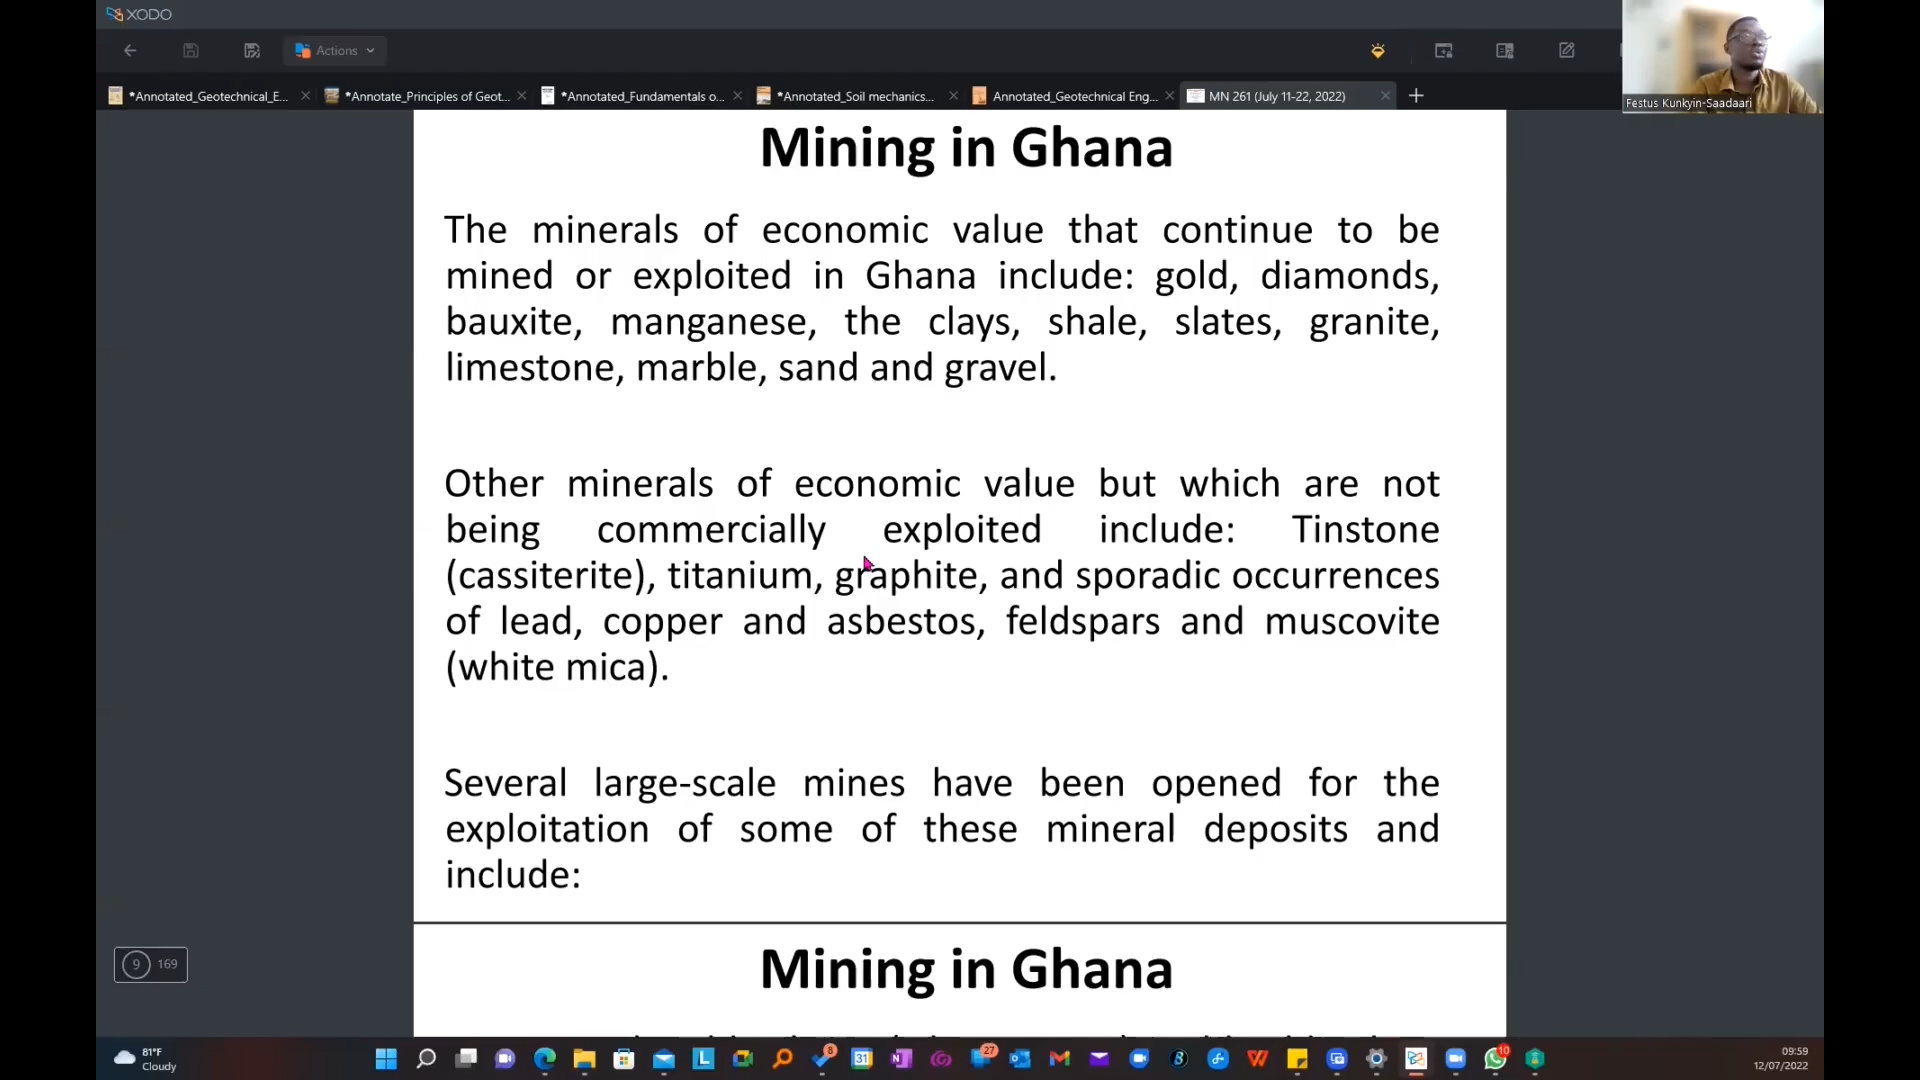 XODO
Actions
*Annotated_Geotechnical_E...
*Annotate_Principles of Geot...
*Annotated_Fundamentals o...
*Annotated_Soil mechanics...
Annotated_Geotechnical Eng...
MN 261 (July 11-22, 2022)
Festus Kunkyin-Saadaari
Mining in Ghana
The minerals of economic value that continue to be
mined or exploited in Ghana include: gold, diamonds,
bauxite, manganese, the clays, shale, slates, granite,
limestone, marble, sand and gravel.
Other minerals of economic value but which are not
being commercially exploited include: Tinstone
(cassiterite), titanium, graphite, and sporadic occurrences
of lead, copper and asbestos, feldspars and muscovite
(white mica).
Several large-scale mines have been opened for the
exploitation of some of these mineral deposits and
include:
9 169
Mining in Ghana
81°F
Cloudy
L
8
31
N
27
10
09:59
12/07/2022